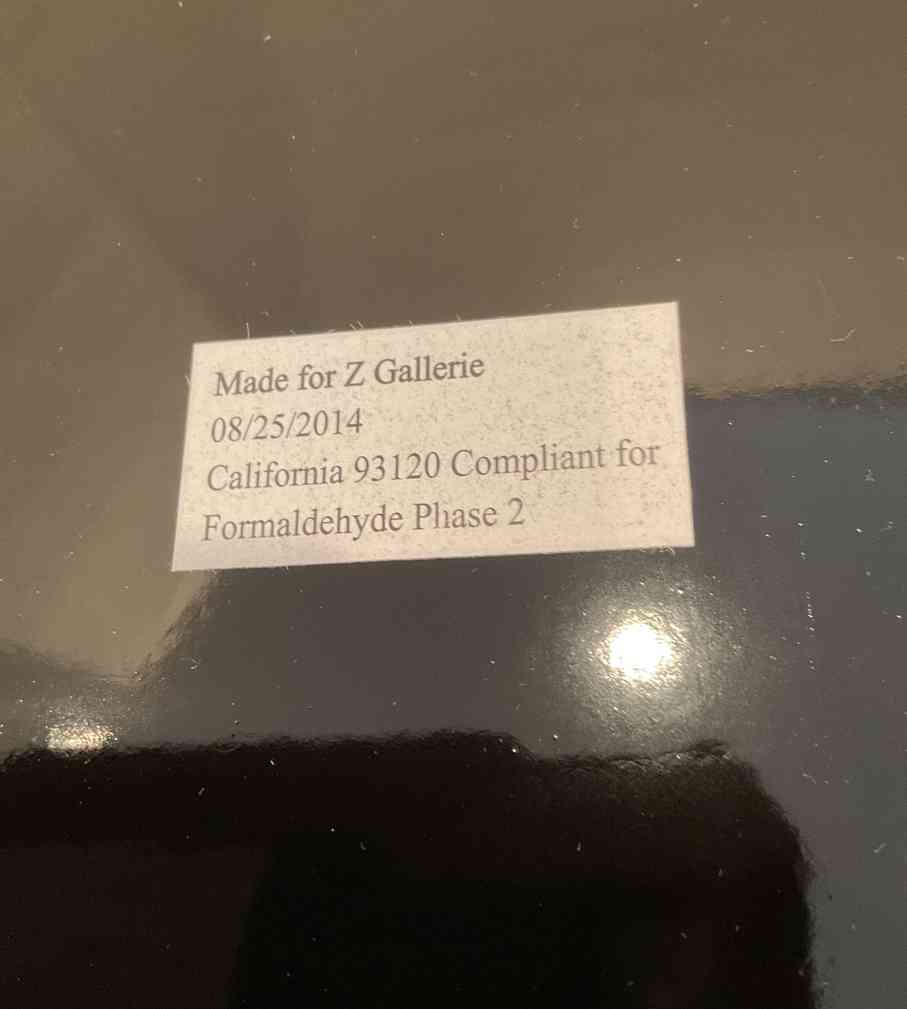 Made for Z Gallerie
08/25/2014
California 93120 Compliant for
Formaldehyde Phase 2